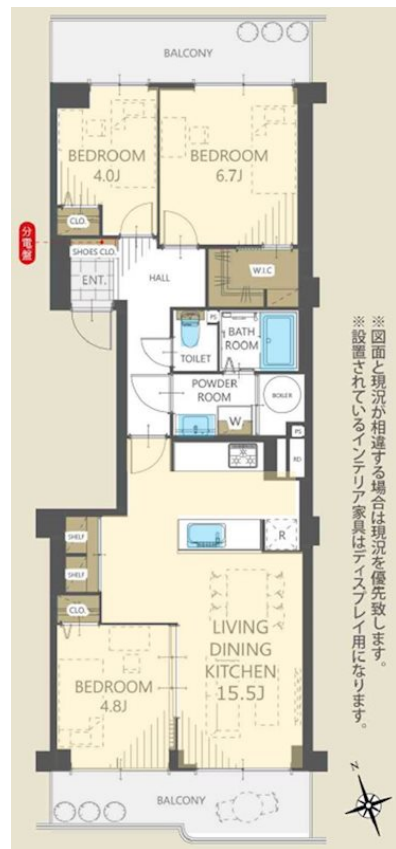 BALCONY
BEDROOM
4.0J
BEDROOM
6.7J
CLO.
分電盤
SHOES CLO.
ENT.
HALL
W.I.C
PS
TOILET
BATH
ROOM
POWDER
ROOM
BOILER
W
PS
RD
R
SHELF
SHELF
CLO.
LIVING
DINING
KITCHEN
15.5J
BEDROOM
4.8J
BALCONY
※図面と現況が相違する場合は現況を優先致します。
※設置されているインテリア家具はディスプレイ用になります。
N